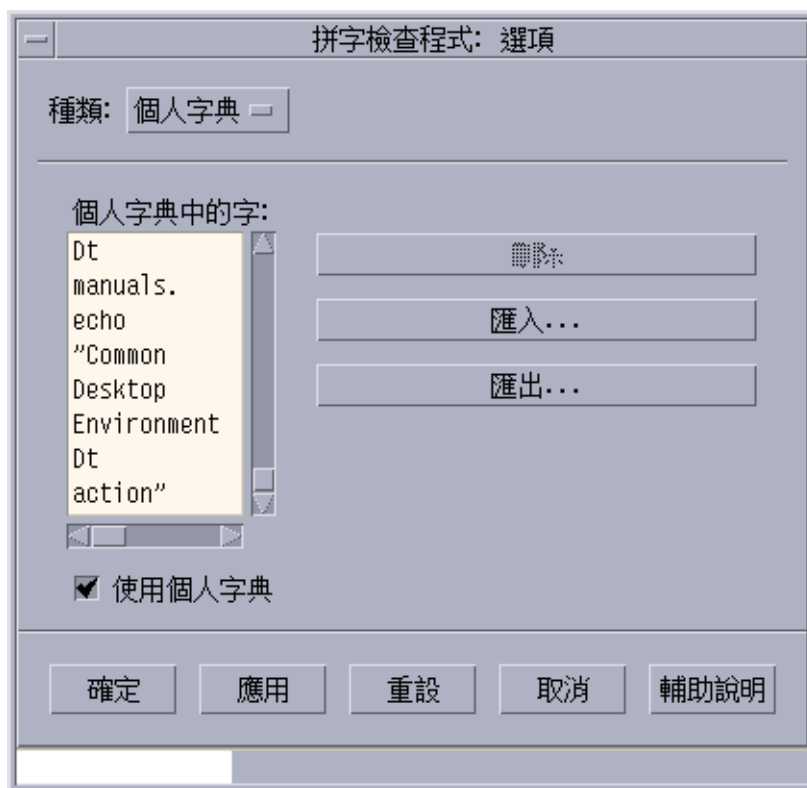 拼字檢查程式: 選項
種類: 個人字典
個人字典中的字:
Dt
manuals.
echo
"Common
Desktop
Environment
Dt
action"
刪除
匯入...
匯出...
使用個人字典
確定 應用 重設 取消 輔助說明